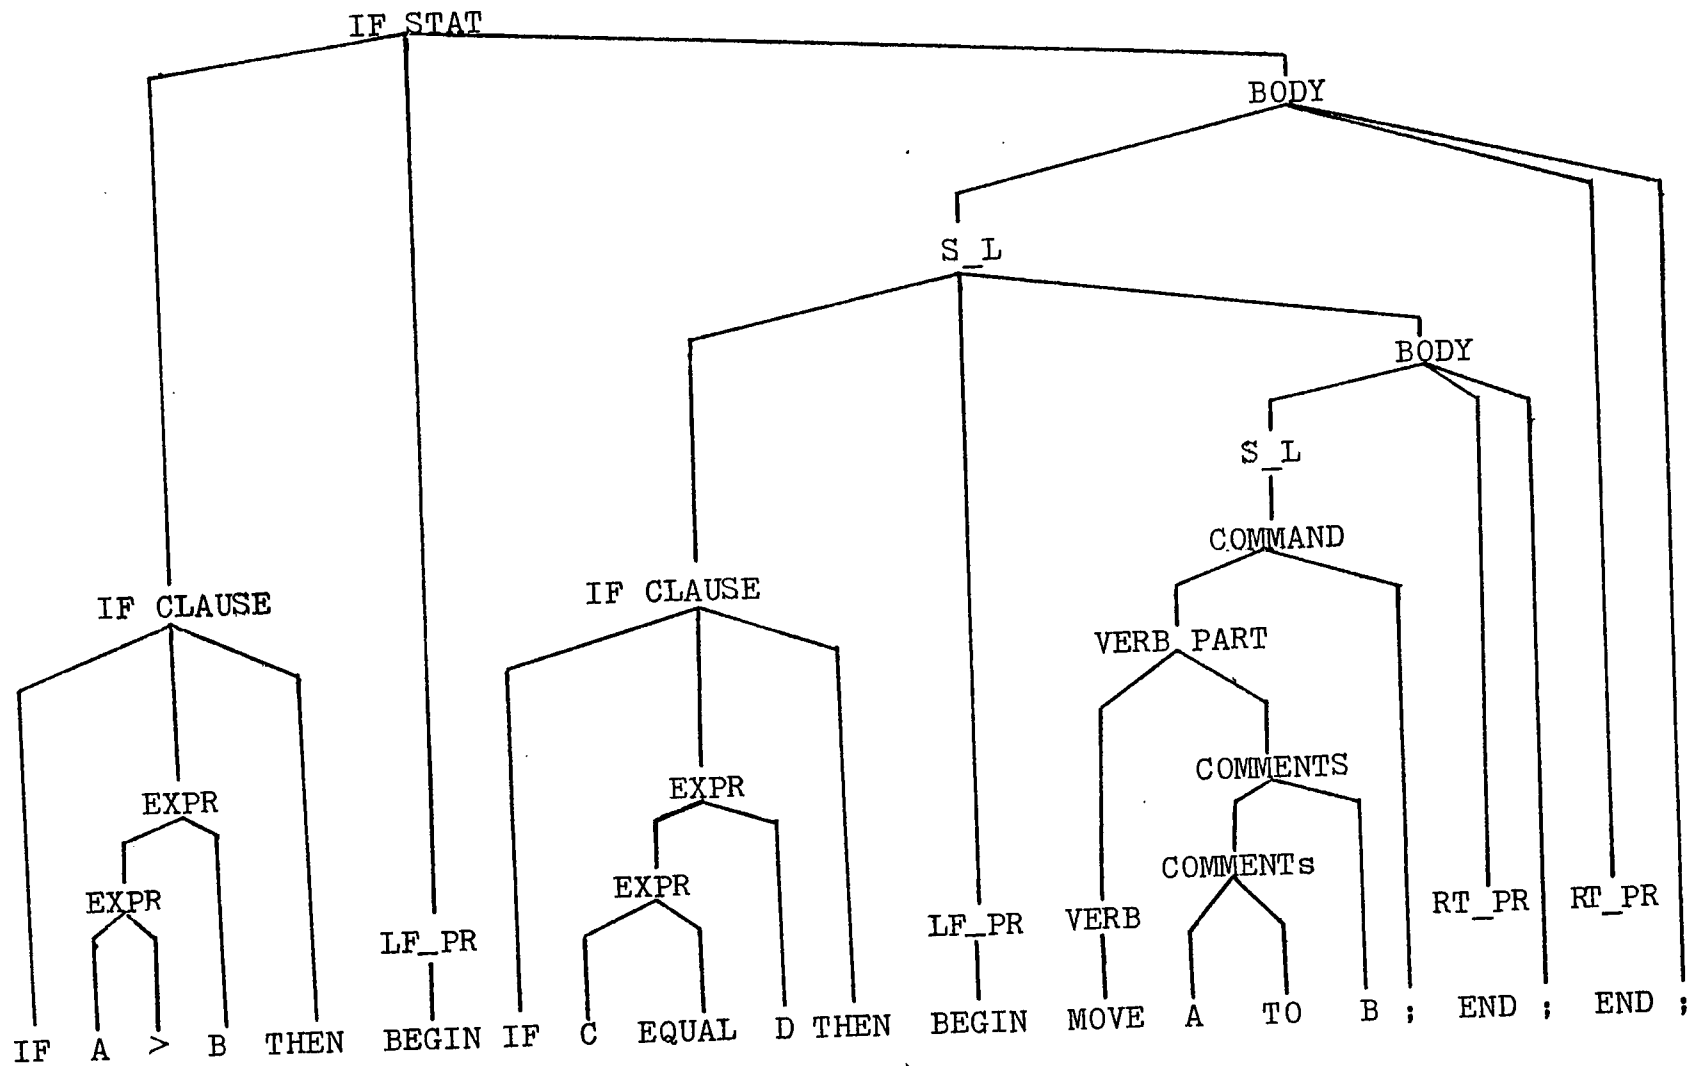 IF STAT
BODY
S_L
BODY
S_L
COMMAND
IF CLAUSE IF CLAUSE
VERB PART
COMMENTS
EXPR EXPR
COMMENTs
EXPR EXPR
LF_PR LF_PR VERB RT_PR RT_PR
IF A > B THEN BEGIN IF C EQUAL D THEN BEGIN MOVE A TO B ; END ; END ;